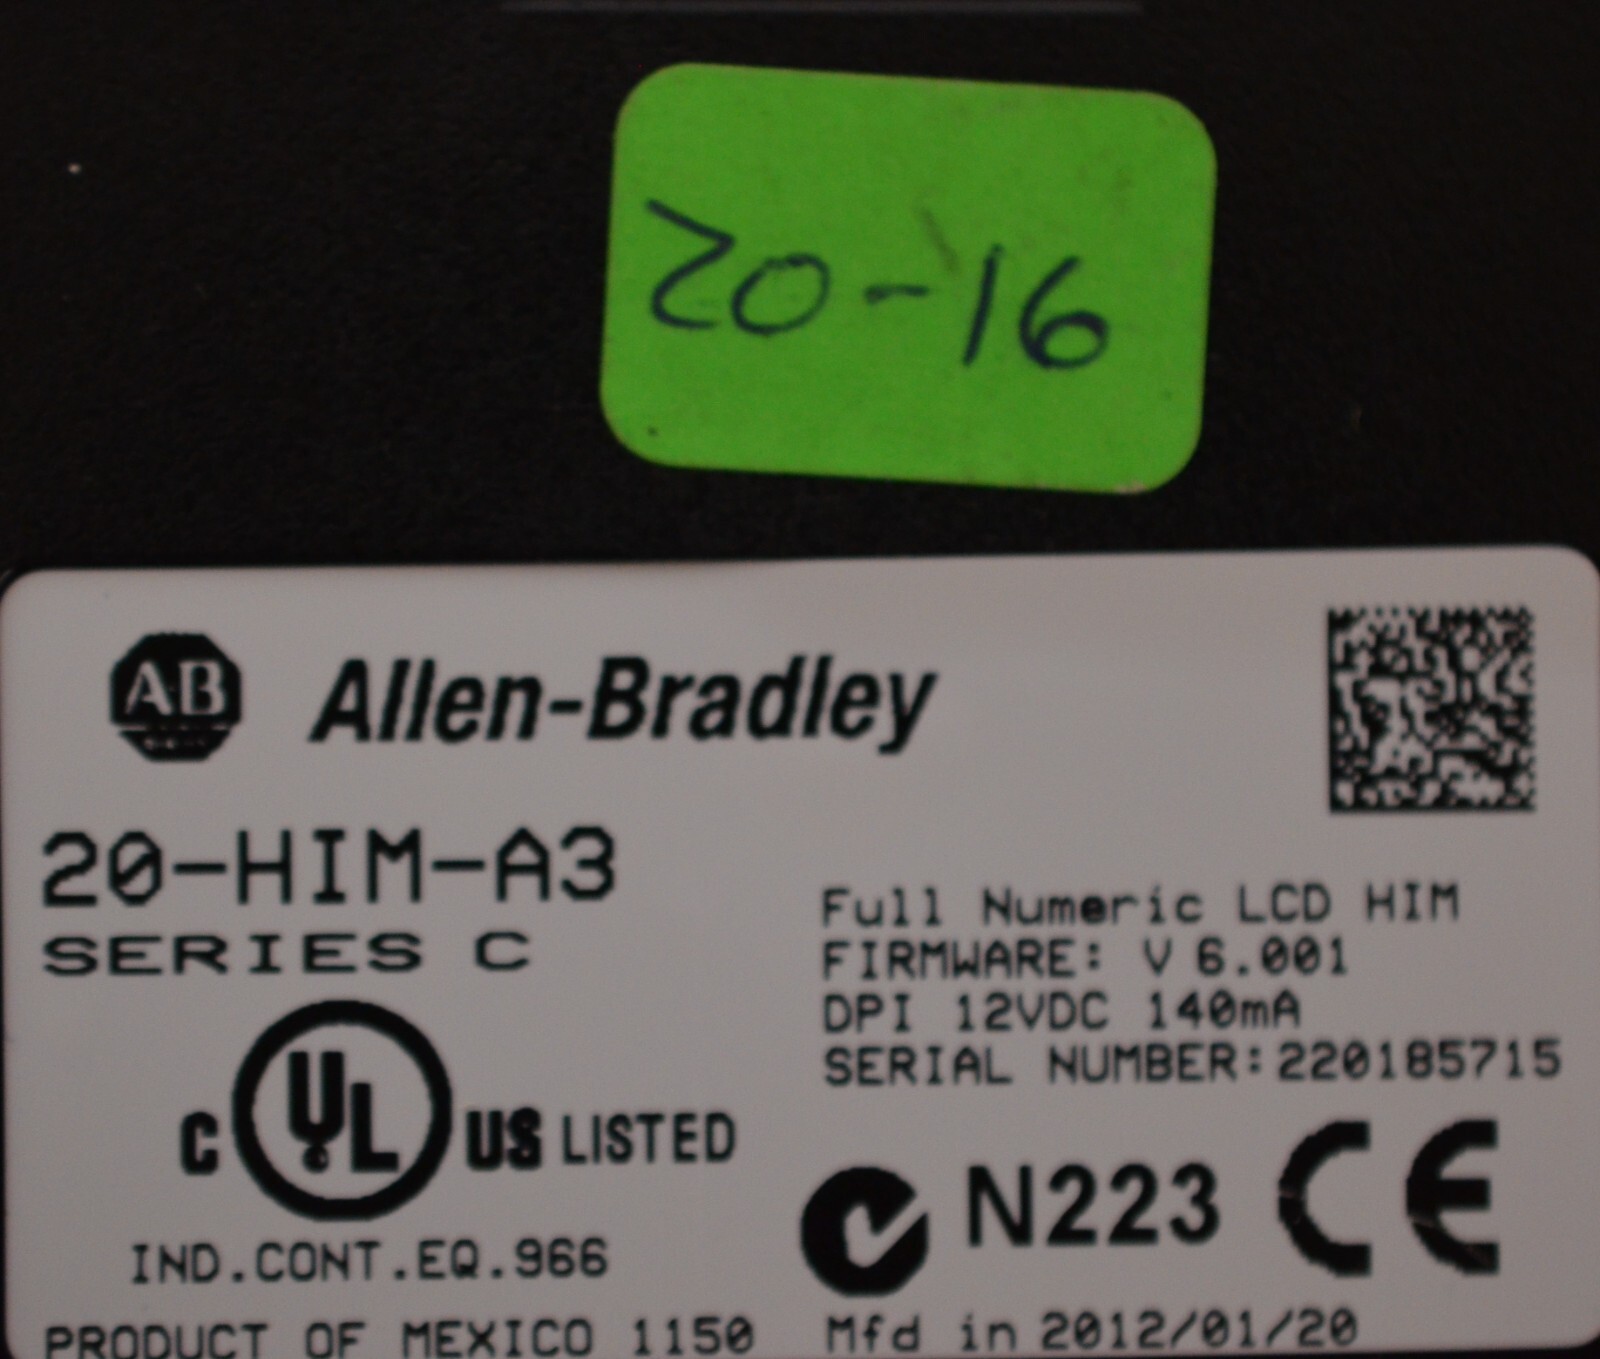 20-16
AB
Allen-Bradley
20-HIM-A3
SERIES C
Full Numeric LCD HIM
FIRMWARE: V 6.001
DPI 12VDC 140mA
SERIAL NUMBER:220185715
C UL US LISTED
N223 CE
IND.CONT.EQ.966
PRODUCT OF MEXICO 1150
Mfd in 2012/01/20